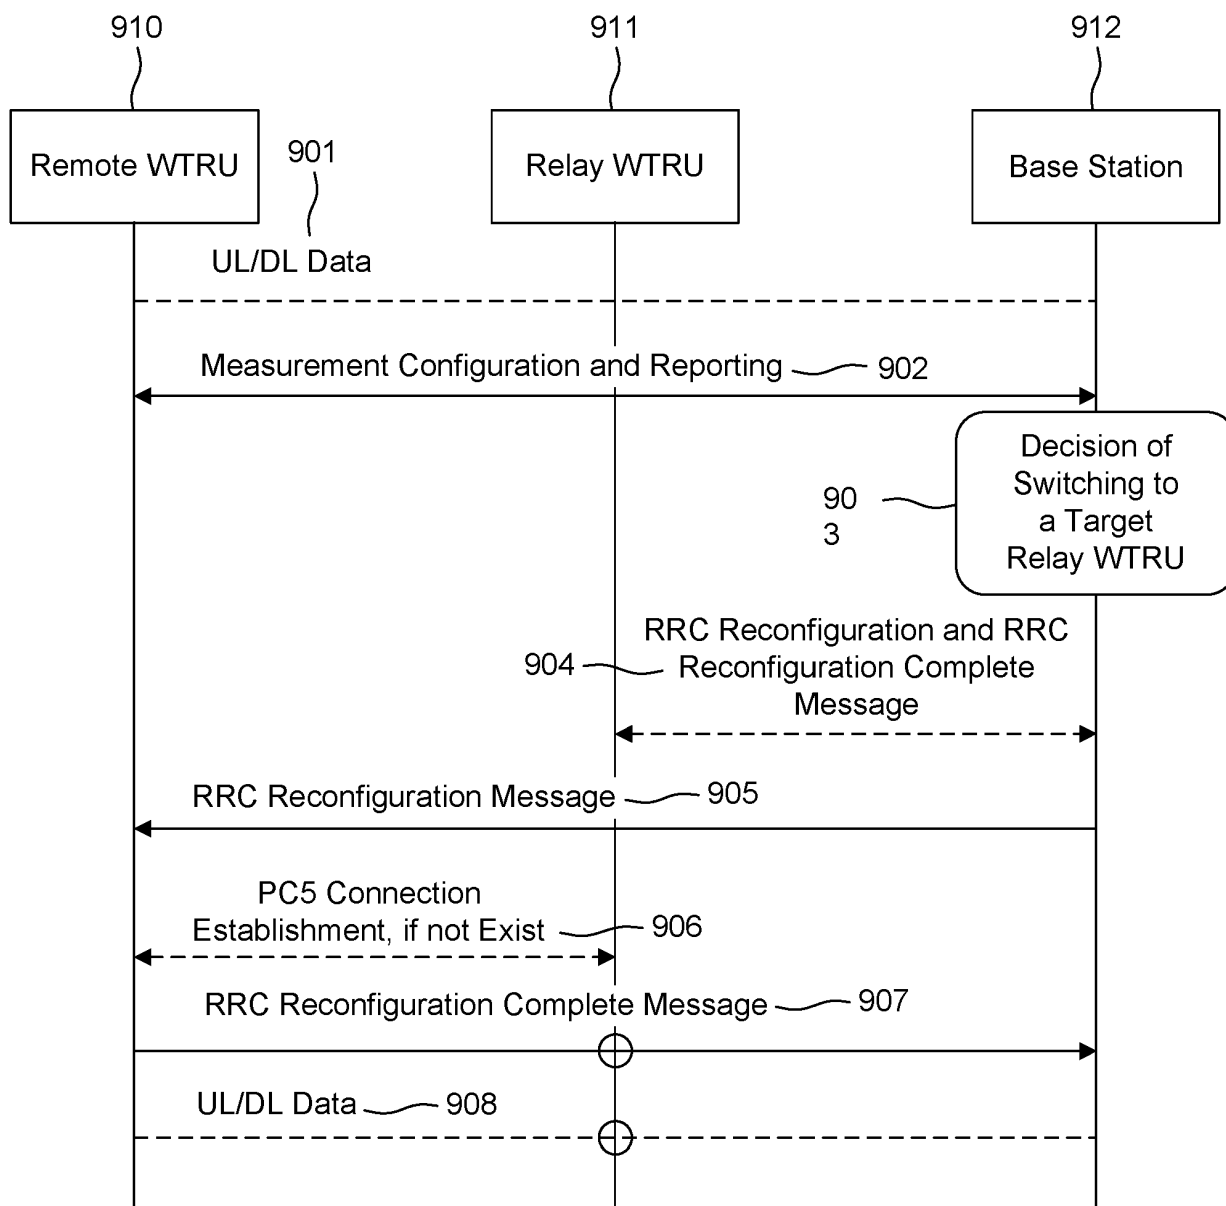 910
911
912
Remote WTRU
901
Relay WTRU
Base Station
UL/DL Data
Measurement Configuration and Reporting
902
Decision of
Switching to
a Target
Relay WTRU
90
3
RRC Reconfiguration and RRC
Reconfiguration Complete
Message
904
RRC Reconfiguration Message
905
PC5 Connection
Establishment, if not Exist
906
RRC Reconfiguration Complete Message
907
UL/DL Data
908